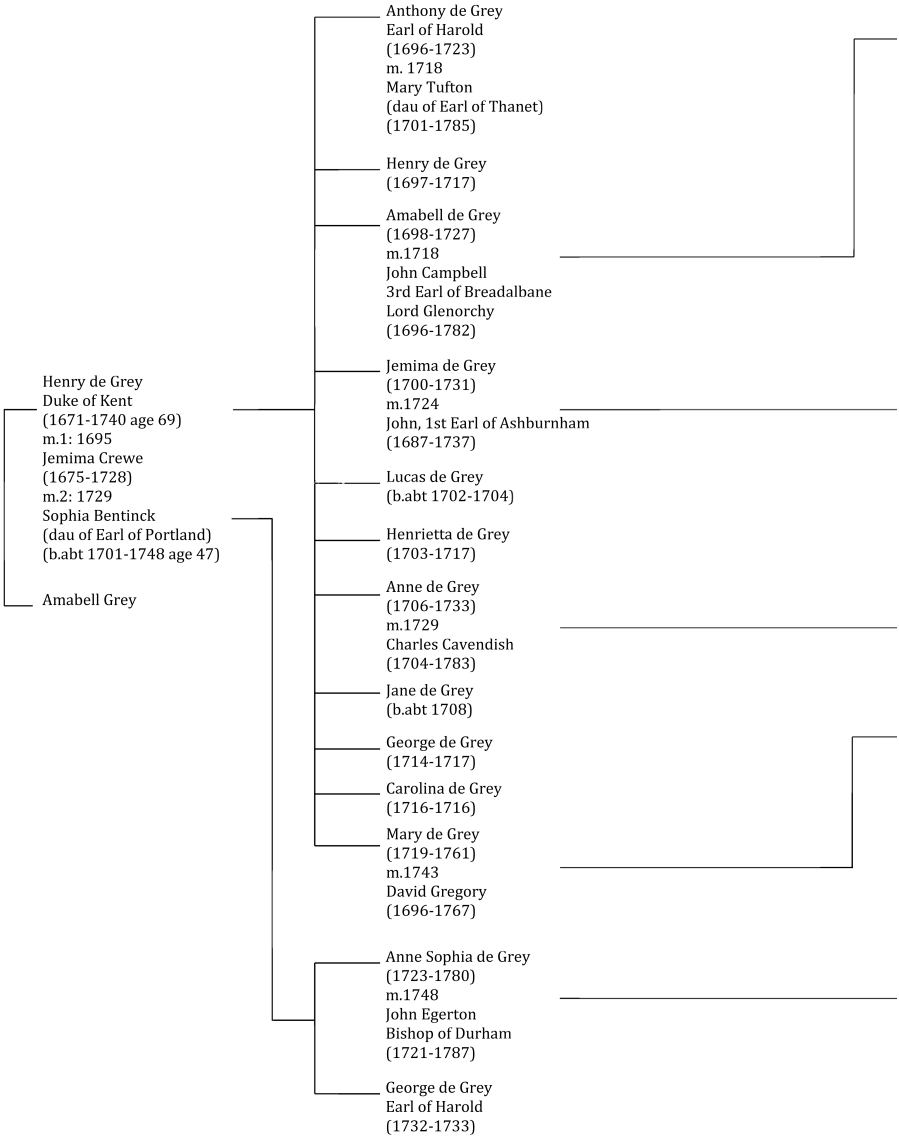 Anthony de Grey
Earl of Harold
(1696-1723)
m. 1718
Mary Tufton
(dau of Earl of Thanet)
(1701-1785)
Henry de Grey
(1697-1717)
Amabell de Grey
(1698-1727)
m.1718
John Campbell
3rd Earl of Breadalbane
Lord Glenorchy
(1696-1782)
Jemima de Grey
(1700-1731)
m.1724
John, 1st Earl of Ashburnham
(1687-1737)
Henry de Grey
Duke of Kent
(1671-1740 age 69)
m.1: 1695
Jemima Crewe
(1675-1728)
m.2: 1729
Sophia Bentinck
(dau of Earl of Portland)
(b.abt 1701-1748 age 47)
Amabell Grey
Lucas de Grey
(b.abt 1702-1704)
Henrietta de Grey
(1703-1717)
Anne de Grey
(1706-1733)
m.1729
Charles Cavendish
(1704-1783)
Jane de Grey
(b.abt 1708)
George de Grey
(1714-1717)
Carolina de Grey
(1716-1716)
Mary de Grey
(1719-1761)
m.1743
David Gregory
(1696-1767)
Anne Sophia de Grey
(1723-1780)
m.1748
John Egerton
Bishop of Durham
(1721-1787)
George de Grey
Earl of Harold
(1732-1733)